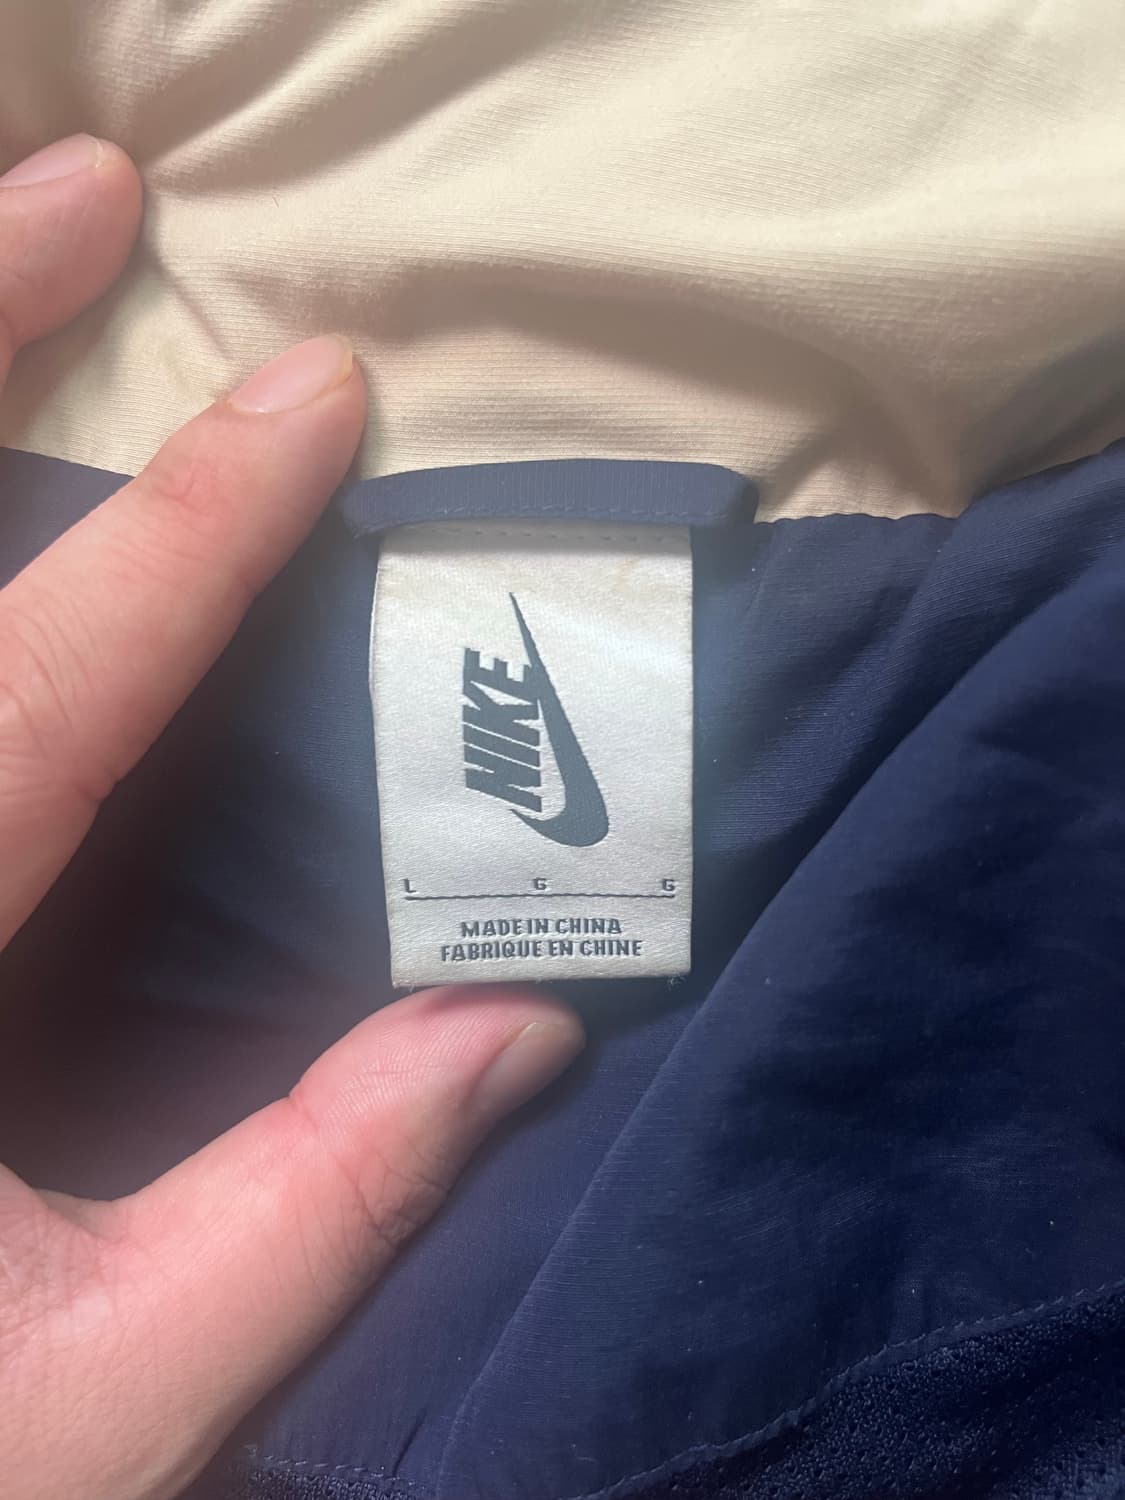 NIKE
L G G
MADE IN CHINA
FABRIQUE EN CHINE